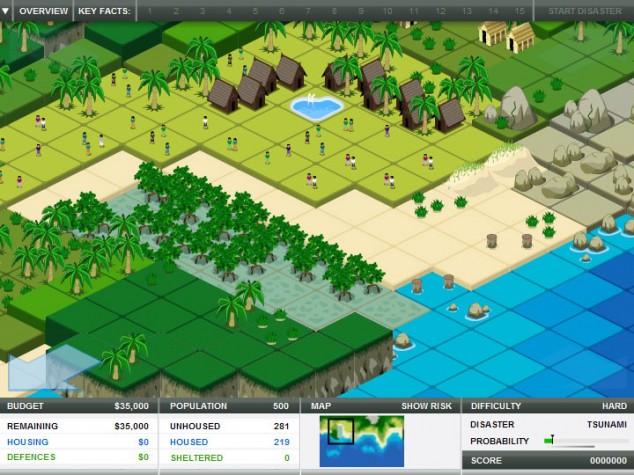 OVERVIEW KEY FACTS: 1 2 3 4 5 6 7 8 9 10 11 12 13 14 15 START DISASTER
BUDGET $35,000
REMAINING $35,000
HOUSING $0
DEFENCES $0
POPULATION 500
UNHOUSED 281
HOUSED 219
SHELTERED 0
MAP SHOW RISK
DIFFICULTY HARD
DISASTER TSUNAMI
PROBABILITY
SCORE 0000000